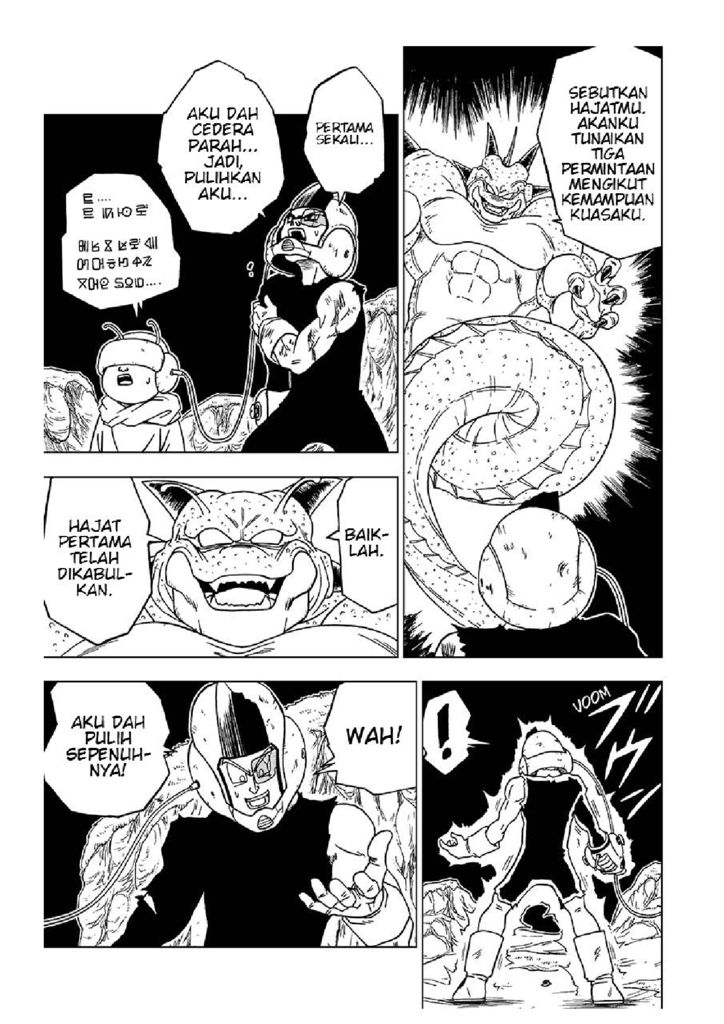 SEBUTKAN
HAJATMU.
AKANKU
TUNAIKAN
TIGA
PERMINTAAN
MENGIKUT
KEMAMPUAN
KUASAKU.
PERTAMA
SEKALI...
AKU DAH
CEDERA
PARAH...
JADI,
PULIHKAN
AKU...
BAIK-
LAH.
HAJAT
PERTAMA
TELAH
DIKABUL-
KAN.
VOOM
!
WAH!
AKU DAH
PULIH
SEPENUH-
NYA!